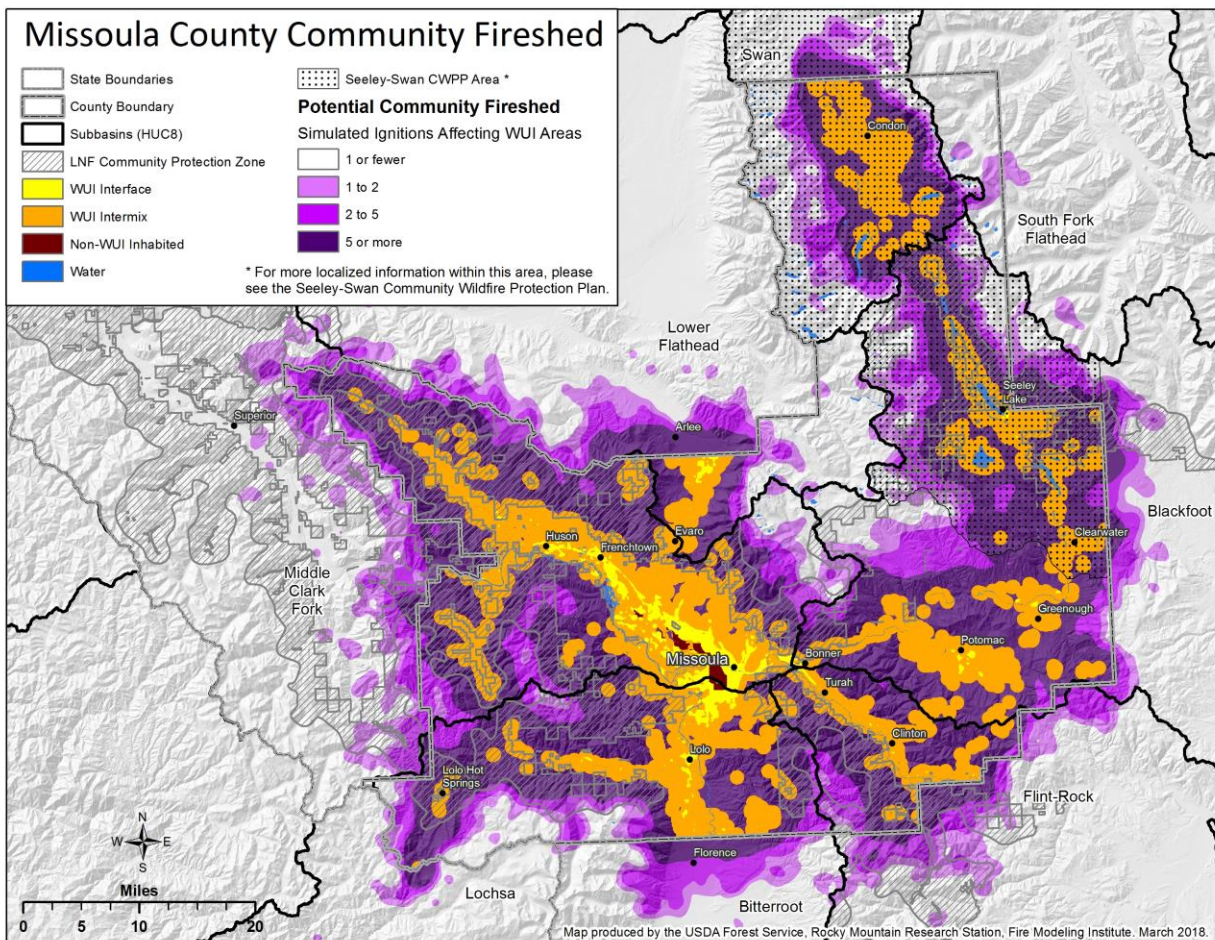 Missoula County Community Fireshed
State Boundaries
County Boundary
Subbasins (HUC8)
LNF Community Protection Zone
WUI Interface
WUI Intermix
Non-WUI Inhabited
Water
Seeley-Swan CWPP Area *
Potential Community Fireshed
Simulated Ignitions Affecting WUI Areas
1 or fewer
1 to 2
2 to 5
5 or more
* For more localized information within this area, please
see the Seeley-Swan Community Wildfire Protection Plan.
Swan
Condon
South Fork
Flathead
Lower
Flathead
Seeley
Lake
Superior
Arlee
Blackfoot
Evaro
Clearwater
Huson
Frenchtown
Middle
Clark
Fork
Greenough
Potomac
Missoula
Bonner
Turah
Clinton
Lolo
Lolo Hot
Springs
Flint-Rock
Florence
Lochsa
Bitterroot
N
W
E
S
Miles
0
5
10
20
Map produced by the USDA Forest Service, Rocky Mountain Research Station, Fire Modeling Institute. March 2018.